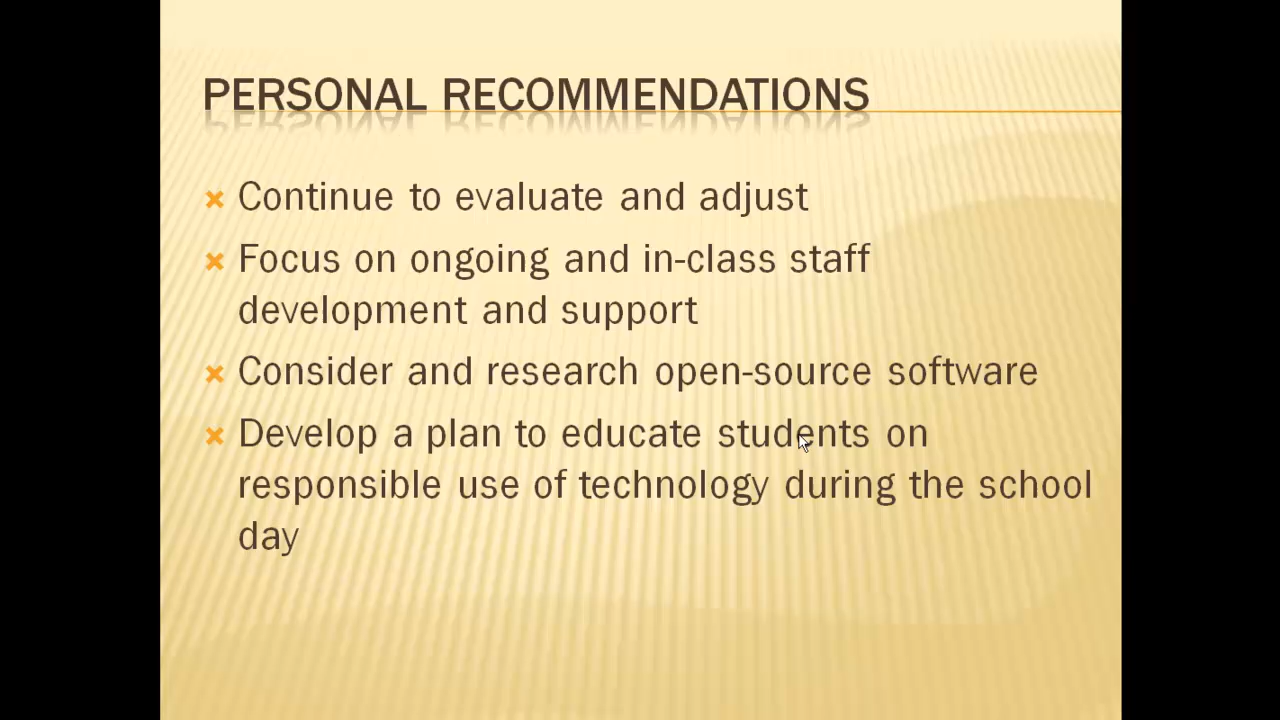 PERSONAL RECOMMENDATIONS
Continue to evaluate and adjust
Focus on ongoing and in-class staff
development and support
Consider and research open-source software
Develop a plan to educate students on
responsible use of technology during the school
day